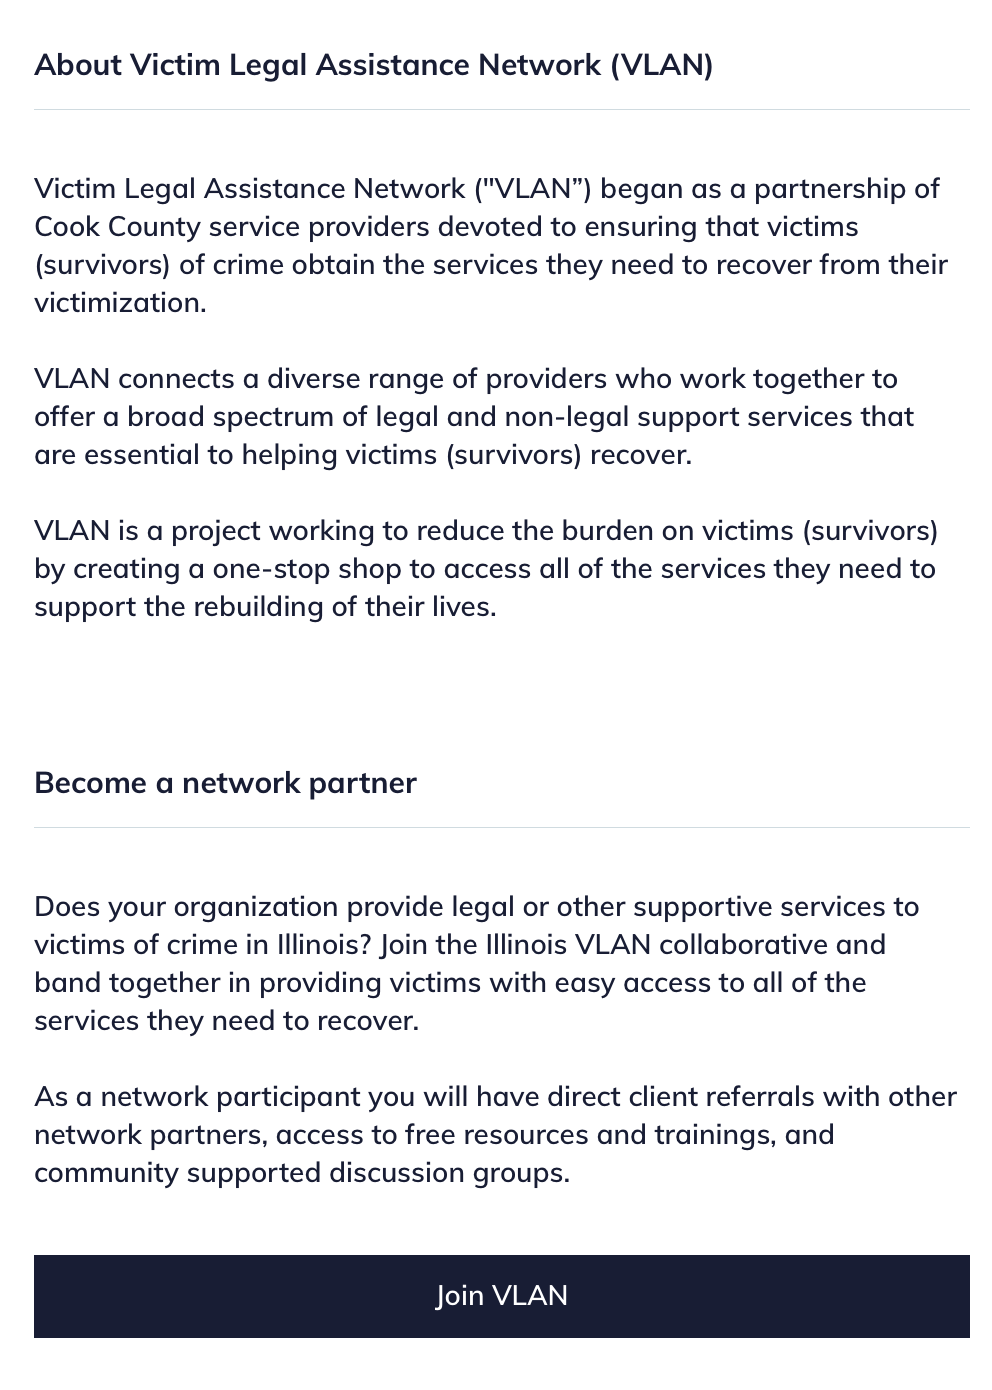 About Victim Legal Assistance Network (VLAN)
Victim Legal Assistance Network ("VLAN”) began as a partnership of
Cook County service providers devoted to ensuring that victims
(survivors) of crime obtain the services they need to recover from their
victimization.
VLAN connects a diverse range of providers who work together to
offer a broad spectrum of legal and non-legal support services that
are essential to helping victims (survivors) recover.
VLAN is a project working to reduce the burden on victims (survivors)
by creating a one-stop shop to access all of the services they need to
support the rebuilding of their lives.
Become a network partner
Does your organization provide legal or other supportive services to
victims of crime in Illinois? Join the Illinois VLAN collaborative and
band together in providing victims with easy access to all of the
services they need to recover.
As a network participant you will have direct client referrals with other
network partners, access to free resources and trainings, and
community supported discussion groups.
Join VLAN